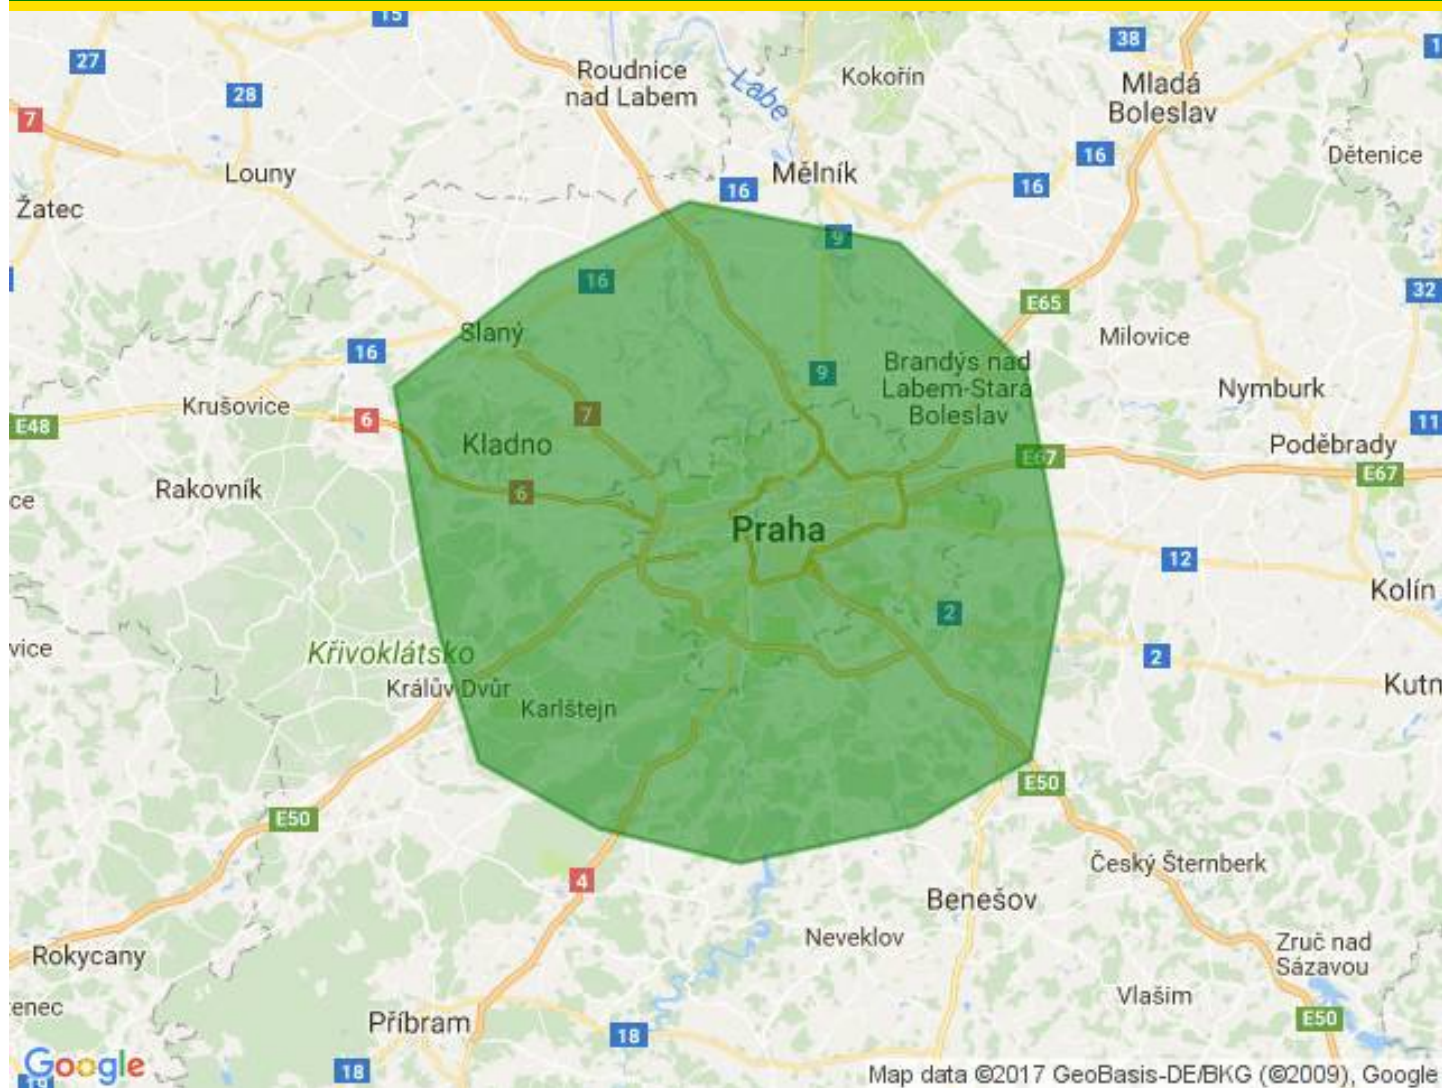 15
27
38
1
Roudnice
nad Labem
Labe
Kokořín
Mladá
Boleslav
28
7
Louny
16
Mělník
16
16
Dětenice
Žatec
9
16
E65
32
Slaný
16
Milovice
Brandýs nad
Labem-Stará
Boleslav
9
Krušovice
6
7
Nymburk
E48
Kladno
E67
Poděbrady
11
E67
ce
Rakovník
6
Praha
12
Kolín
2
vice
Křivoklátsko
2
Králův Dvůr
Karlštejn
Kutn
E50
E50
4
Český Šternberk
Benešov
Neveklov
Zruč nad
Sázavou
Rokycany
Vlašim
enec
Příbram
18
E50
Google
19
18
Map data ©2017 GeoBasis-DE/BKG (©2009), Google